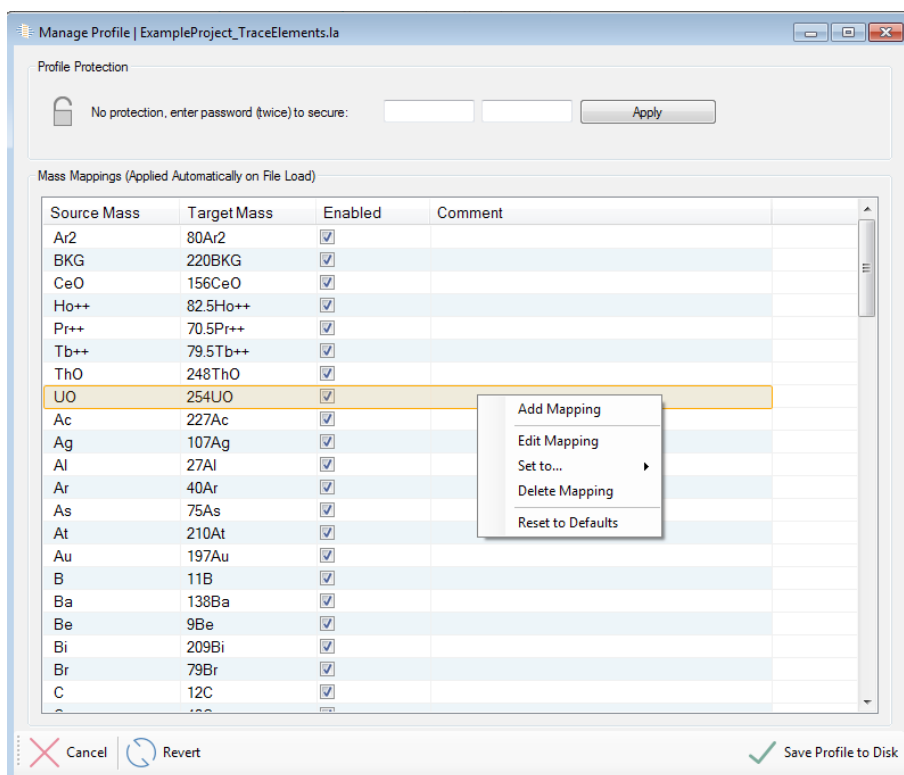 Manage Profile | ExampleProject_TraceElements.la
Profile Protection
No protection, enter password (twice) to secure: Apply
Mass Mappings (Applied Automatically on File Load)
Source Mass Target Mass Enabled Comment
Ar2 80Ar2
BKG 220BKG
CeO 156CeO
Ho++ 82.5Ho++
Pr++ 70.5Pr++
Tb++ 79.5Tb++
ThO 248ThO
UO 254UO
Ac 227Ac
Ag 107Ag
Al 27Al
Ar 40Ar
As 75As
At 210At
Au 197Au
B 11B
Ba 138Ba
Be 9Be
Bi 209Bi
Br 79Br
C 12C
Add Mapping
Edit Mapping
Set to...
Delete Mapping
Reset to Defaults
Cancel Revert Save Profile to Disk